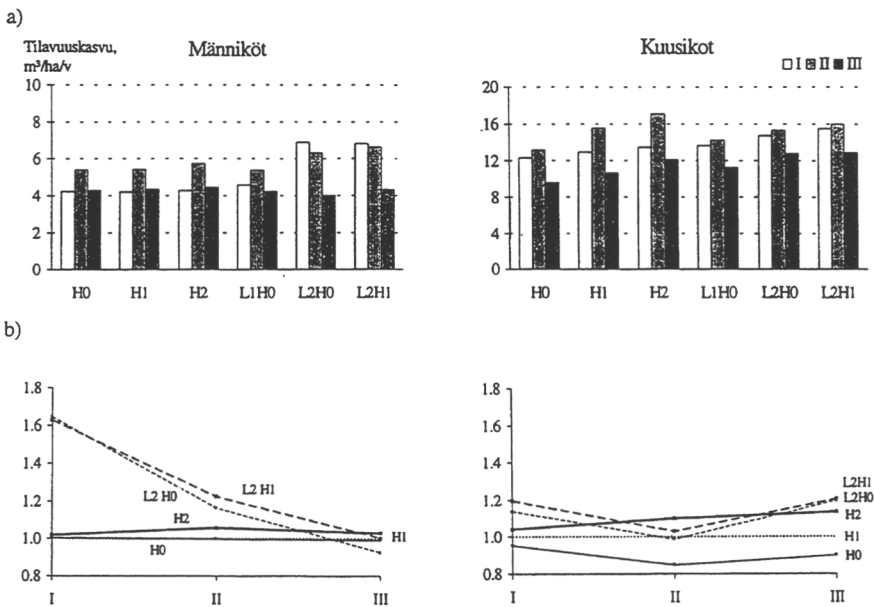 a)
Tilavuuskasvu,
m³/ha/v
Männiköt
10
8
6
4
2
0
H0 H1 H2 L1H0 L2H0 L2H1
Kuusikot
I II III
20
16
12
8
4
0
H0 H1 H2 L1H0 L2H0 L2H1
b)
1.8
1.6
1.4
1.2
1.0
0.8
L2 H0
L2 H1
H2
H0
H1
I II III
1.8
1.6
1.4
1.2
1.0
0.8
L2H1
L2H0
H2
H1
H0
I II III